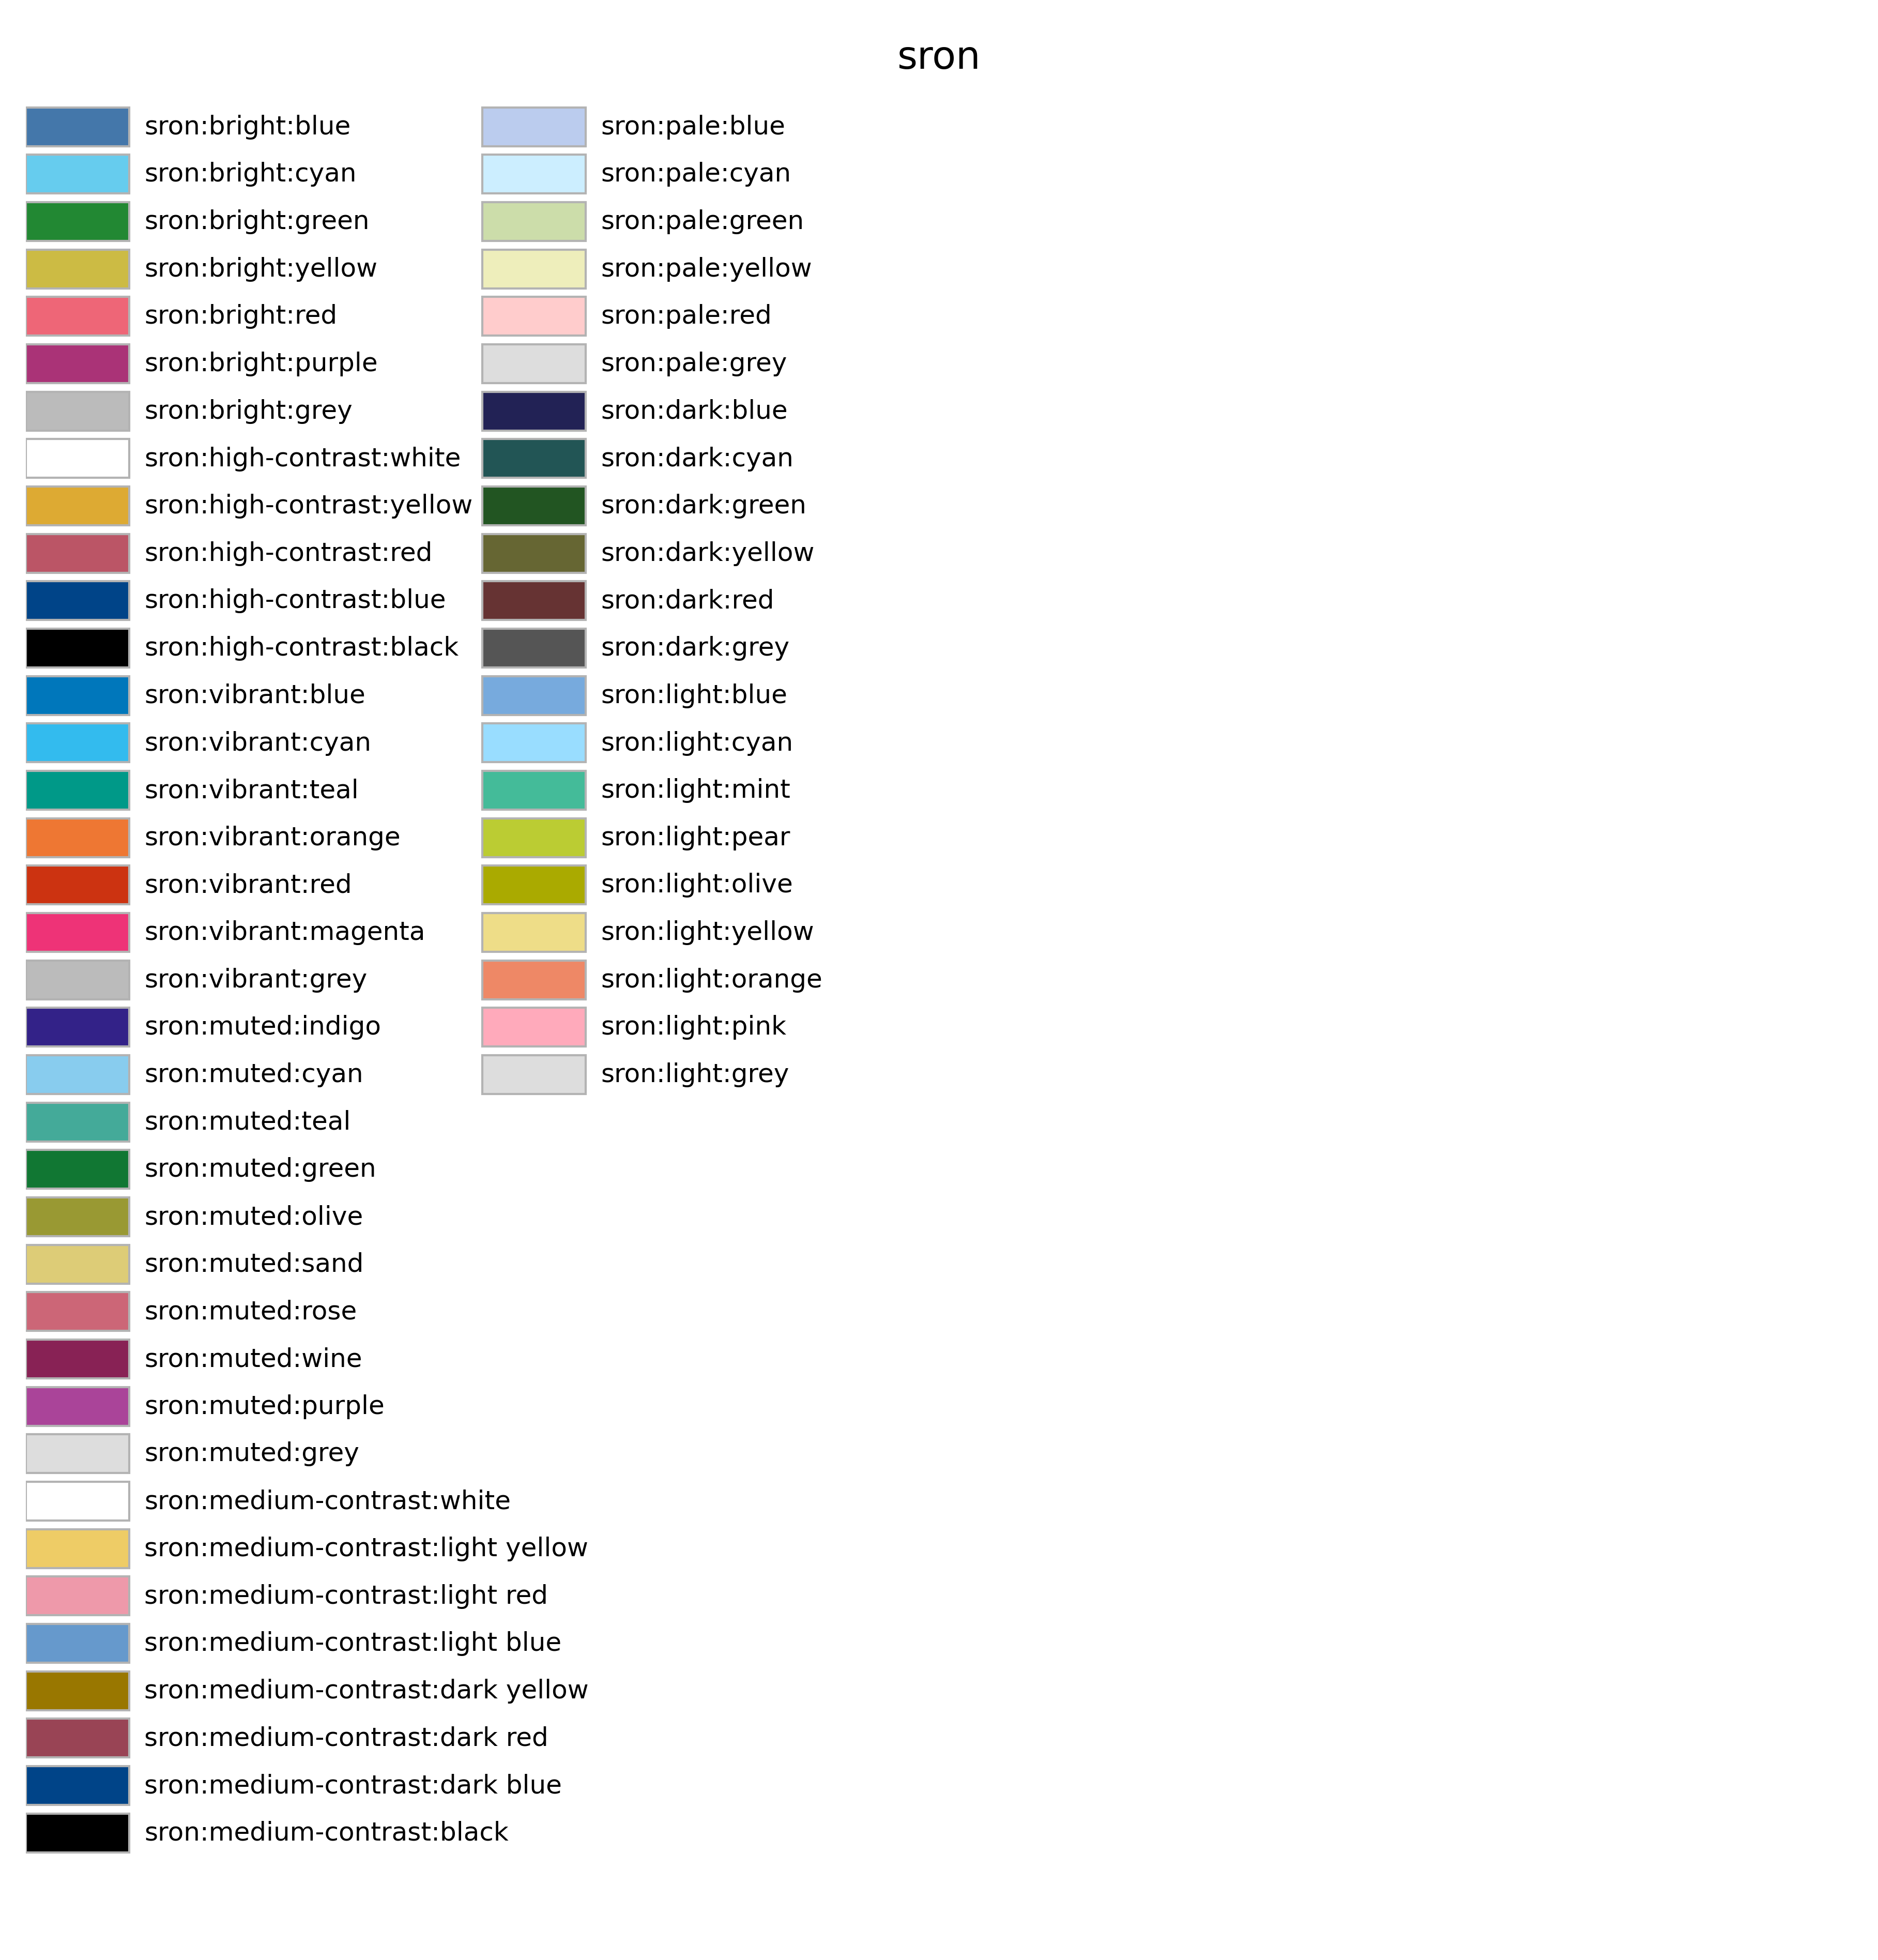 sron
sron:bright:blue
sron:bright:cyan
sron:bright:green
sron:bright:yellow
sron:bright:red
sron:bright:purple
sron:bright:grey
sron:high-contrast:white
sron:high-contrast:yellow
sron:high-contrast:red
sron:high-contrast:blue
sron:high-contrast:black
sron:vibrant:blue
sron:vibrant:cyan
sron:vibrant:teal
sron:vibrant:orange
sron:vibrant:red
sron:vibrant:magenta
sron:vibrant:grey
sron:muted:indigo
sron:muted:cyan
sron:muted:teal
sron:muted:green
sron:muted:olive
sron:muted:sand
sron:muted:rose
sron:muted:wine
sron:muted:purple
sron:muted:grey
sron:medium-contrast:white
sron:medium-contrast:light yellow
sron:medium-contrast:light red
sron:medium-contrast:light blue
sron:medium-contrast:dark yellow
sron:medium-contrast:dark red
sron:medium-contrast:dark blue
sron:medium-contrast:black
sron:pale:blue
sron:pale:cyan
sron:pale:green
sron:pale:yellow
sron:pale:red
sron:pale:grey
sron:dark:blue
sron:dark:cyan
sron:dark:green
sron:dark:yellow
sron:dark:red
sron:dark:grey
sron:light:blue
sron:light:cyan
sron:light:mint
sron:light:pear
sron:light:olive
sron:light:yellow
sron:light:orange
sron:light:pink
sron:light:grey